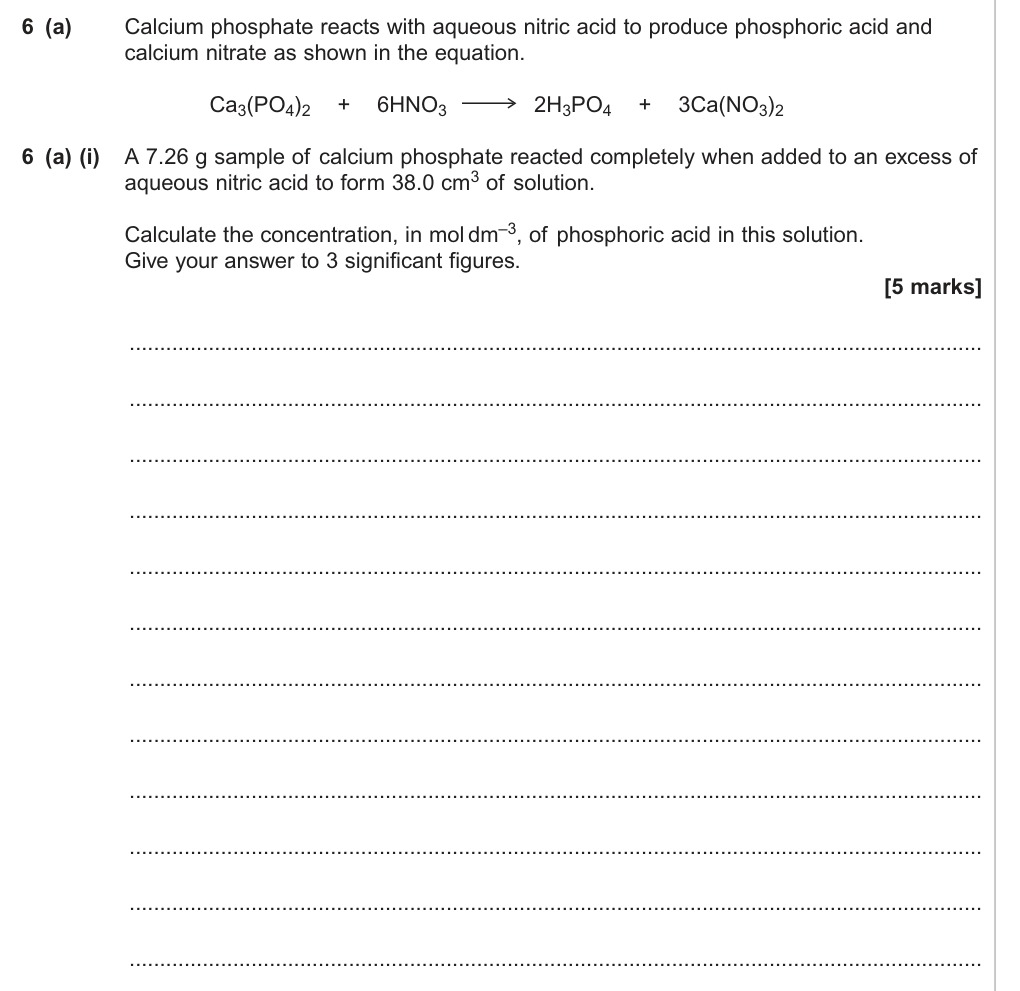 6 (a) Calcium phosphate reacts with aqueous nitric acid to produce phosphoric acid and
calcium nitrate as shown in the equation.
Ca₃(PO₄)₂ + 6HNO₃ ⟶ 2H₃PO₄ + 3Ca(NO₃)₂
6 (a) (i) A 7.26 g sample of calcium phosphate reacted completely when added to an excess of
aqueous nitric acid to form 38.0 cm³ of solution.
Calculate the concentration, in mol dm⁻³, of phosphoric acid in this solution.
Give your answer to 3 significant figures.
[5 marks]